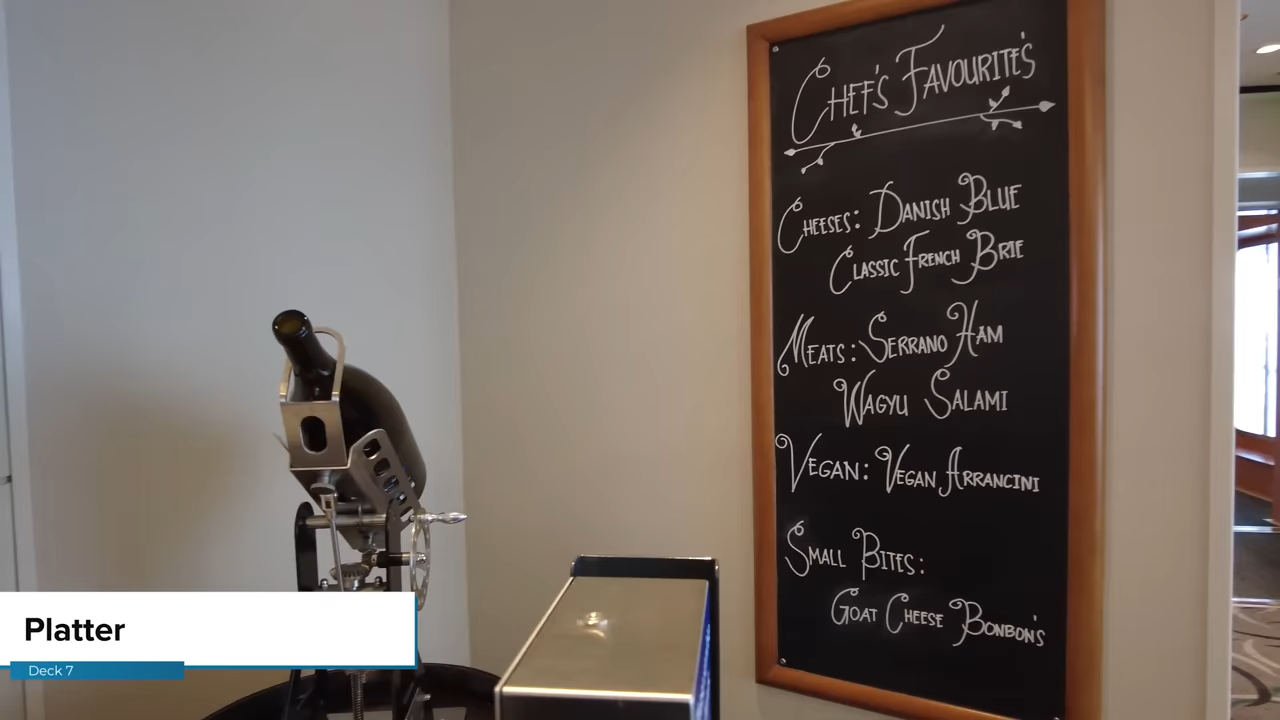 CHEF'S FAVOURITE'S
CHEESES: DANISH BLUE
CLASSIC FRENCH BRIE
MEATS: SERRANO HAM
WAGYU SALAMI
VEGAN: VEGAN ARRANCINI
SMALL BITES:
GOAT CHEESE BONBON'S
Platter
Deck 7